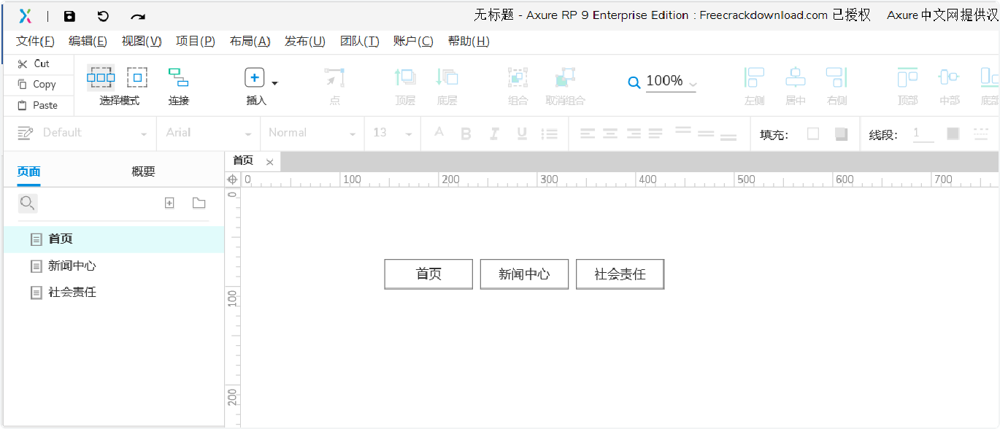 无标题 - Axure RP 9 Enterprise Edition : Freecrackdownload.com 已授权 Axure 中文网提供汉
文件(F) 编辑(E) 视图(V) 项目(P) 布局(A) 发布(U) 团队(T) 账户(C) 帮助(H)
Cut
Copy
Paste
选择模式 连接 插入 点 顶层 底层 组合 取消组合 100% 左侧 居中 右侧 顶部 中部 底部
Default Arial Normal 13 填充: 线段: 1
页面 概要
首页
0 100 200 300 400 500 600 700
首页
新闻中心
社会责任
0
100
200
首页 新闻中心 社会责任